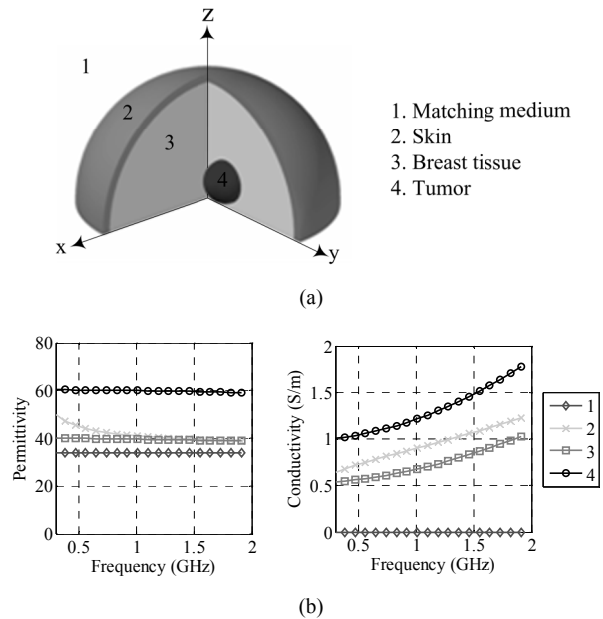 z
1
2
3
4
x
y
1. Matching medium
2. Skin
3. Breast tissue
4. Tumor
(a)
80
60
40
20
0
Permittivity
0.5
1
1.5
2
Frequency (GHz)
2
1.5
1
0.5
0
Conductivity (S/m)
0.5
1
1.5
2
Frequency (GHz)
1
2
3
4
(b)